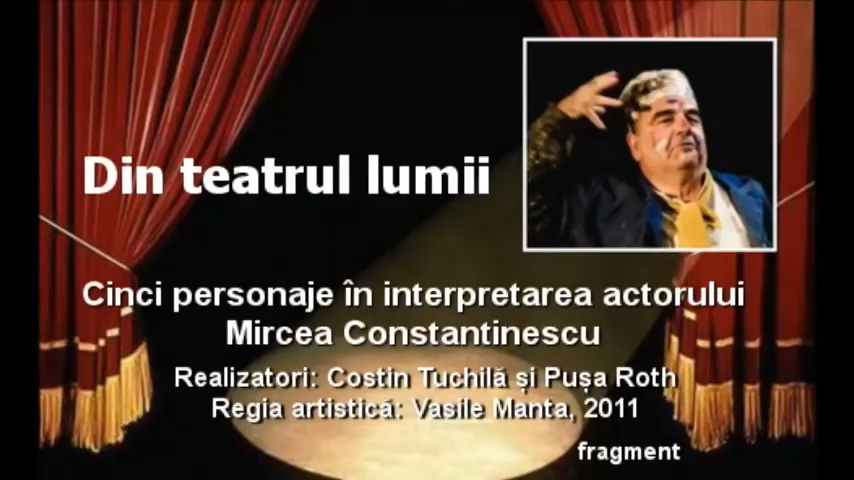 Din teatrul lumii
Cinci personaje în interpretarea actorului
Mircea Constantinescu
Realizatori: Costin Tuchilă și Pușa Roth
Regia artistică: Vasile Manta, 2011
fragment